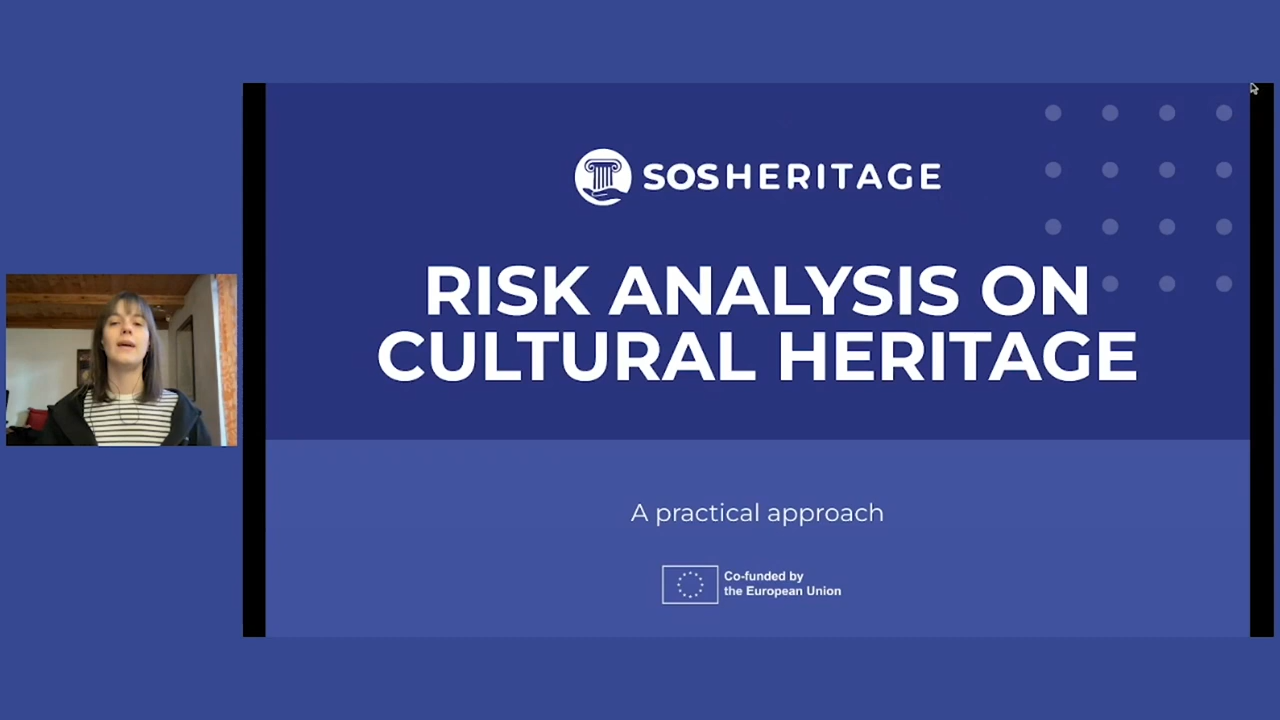 SOSHERITAGE
RISK ANALYSIS ON
CULTURAL HERITAGE
A practical approach
Co-funded by
the European Union